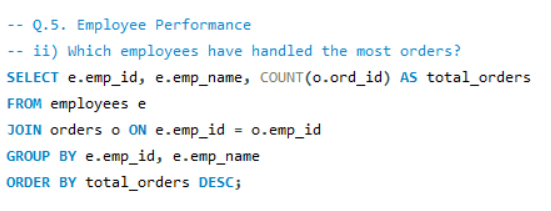 -- Q.5. Employee Performance
-- ii) Which employees have handled the most orders?
SELECT e.emp_id, e.emp_name, COUNT(o.ord_id) AS total_orders
FROM employees e
JOIN orders o ON e.emp_id = o.emp_id
GROUP BY e.emp_id, e.emp_name
ORDER BY total_orders DESC;